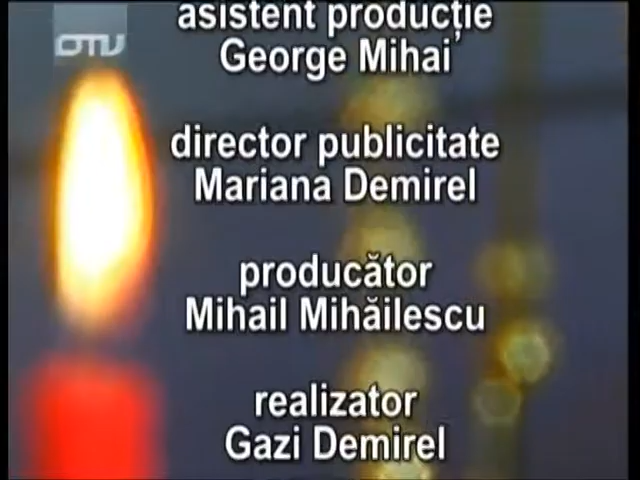 OTV
asistent producție
George Mihai
director publicitate
Mariana Demirel
producător
Mihail Mihăilescu
realizator
Gazi Demirel